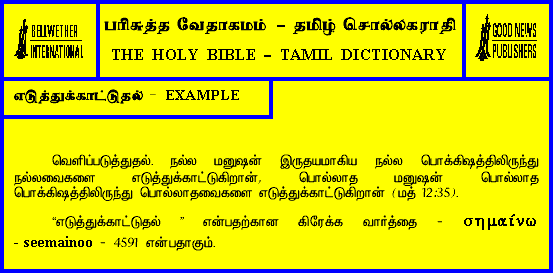 BELLWETHER
INTERNATIONAL
பரிசுத்த வேதாகமம் – தமிழ் சொல்லகராதி
THE HOLY BIBLE – TAMIL DICTIONARY
GOOD NEWS
PUBLISHERS
எடுத்துக்காட்டுதல் - EXAMPLE
வெளிப்படுத்துதல். நல்ல மனுஷன் இருதயமாகிய நல்ல பொக்கிஷத்திலிருந்து
நல்லவைகளை எடுத்துக்காட்டுகிறான், பொல்லாத மனுஷன் பொல்லாத
பொக்கிஷத்திலிருந்து பொல்லாதவைகளை எடுத்துக்காட்டுகிறான் (மத் 12:35).
“எடுத்துக்காட்டுதல் ” என்பதற்கான கிரேக்க வார்த்தை - σημαίνω
- seemainoo - 4591 என்பதாகும்.